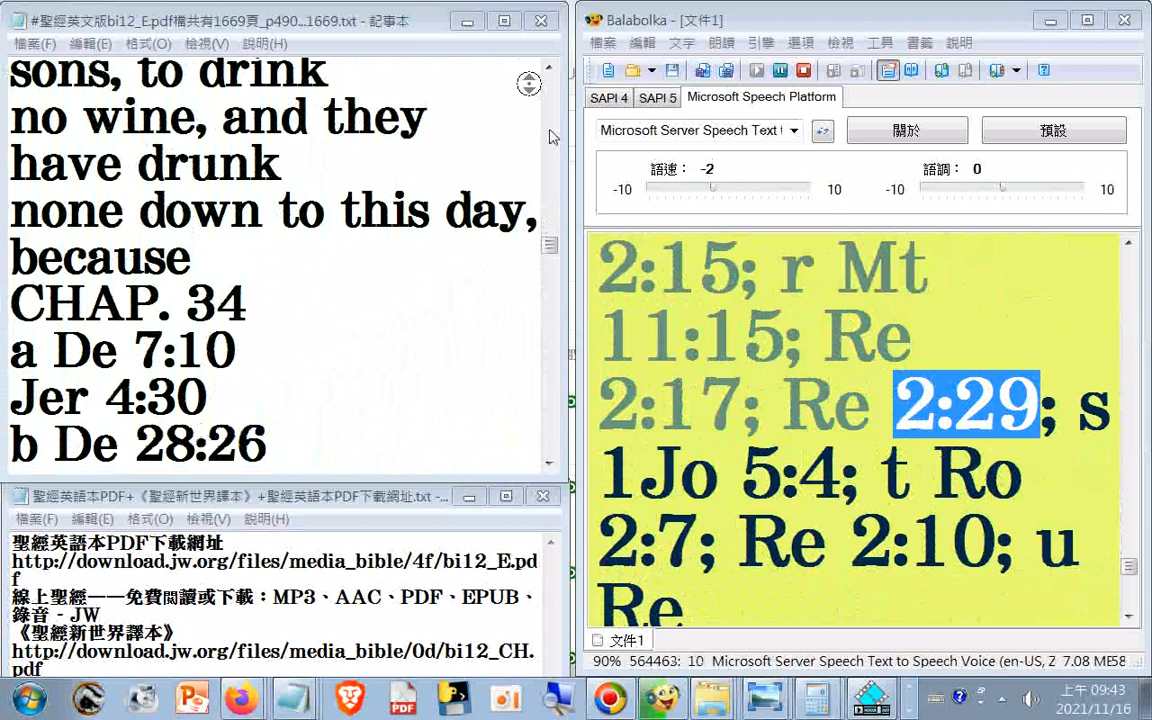 #聖經英文版bi12_E.pdf檔共有1669頁_p490...1669.txt - 記事本
檔案(F) 編輯(E) 格式(O) 檢視(V) 說明(H)
sons, to drink
no wine, and they
have drunk
none down to this day,
because
CHAP. 34
a De 7:10
Jer 4:30
b De 28:26
聖經英語本PDF+《聖經新世界譯本》+聖經英語本PDF下載網址.txt -...
檔案(F) 編輯(E) 格式(O) 檢視(V) 說明(H)
聖經英語本PDF下載網址
http://download.jw.org/files/media_bible/4f/bi12_E.pd
f
線上聖經——免費閱讀或下載：MP3、AAC、PDF、EPUB、
錄音 - JW
《聖經新世界譯本》
http://download.jw.org/files/media_bible/0d/bi12_CH.
pdf
Balabolka - [文件1]
檔案 編輯 文字 朗讀 引擎 選項 檢視 工具 書籤 說明
SAPI 4 SAPI 5 Microsoft Speech Platform
Microsoft Server Speech Text t 關於 預設
語速： -2 語調： 0
-10 10 -10 10
2:15; r Mt
11:15; Re
2:17; Re 2:29; s
1Jo 5:4; t Ro
2:7; Re 2:10; u
Re
文件1
90% 564463: 10 Microsoft Server Speech Text to Speech Voice (en-US, Z 7.08 ME58
上午 09:43
2021/11/16